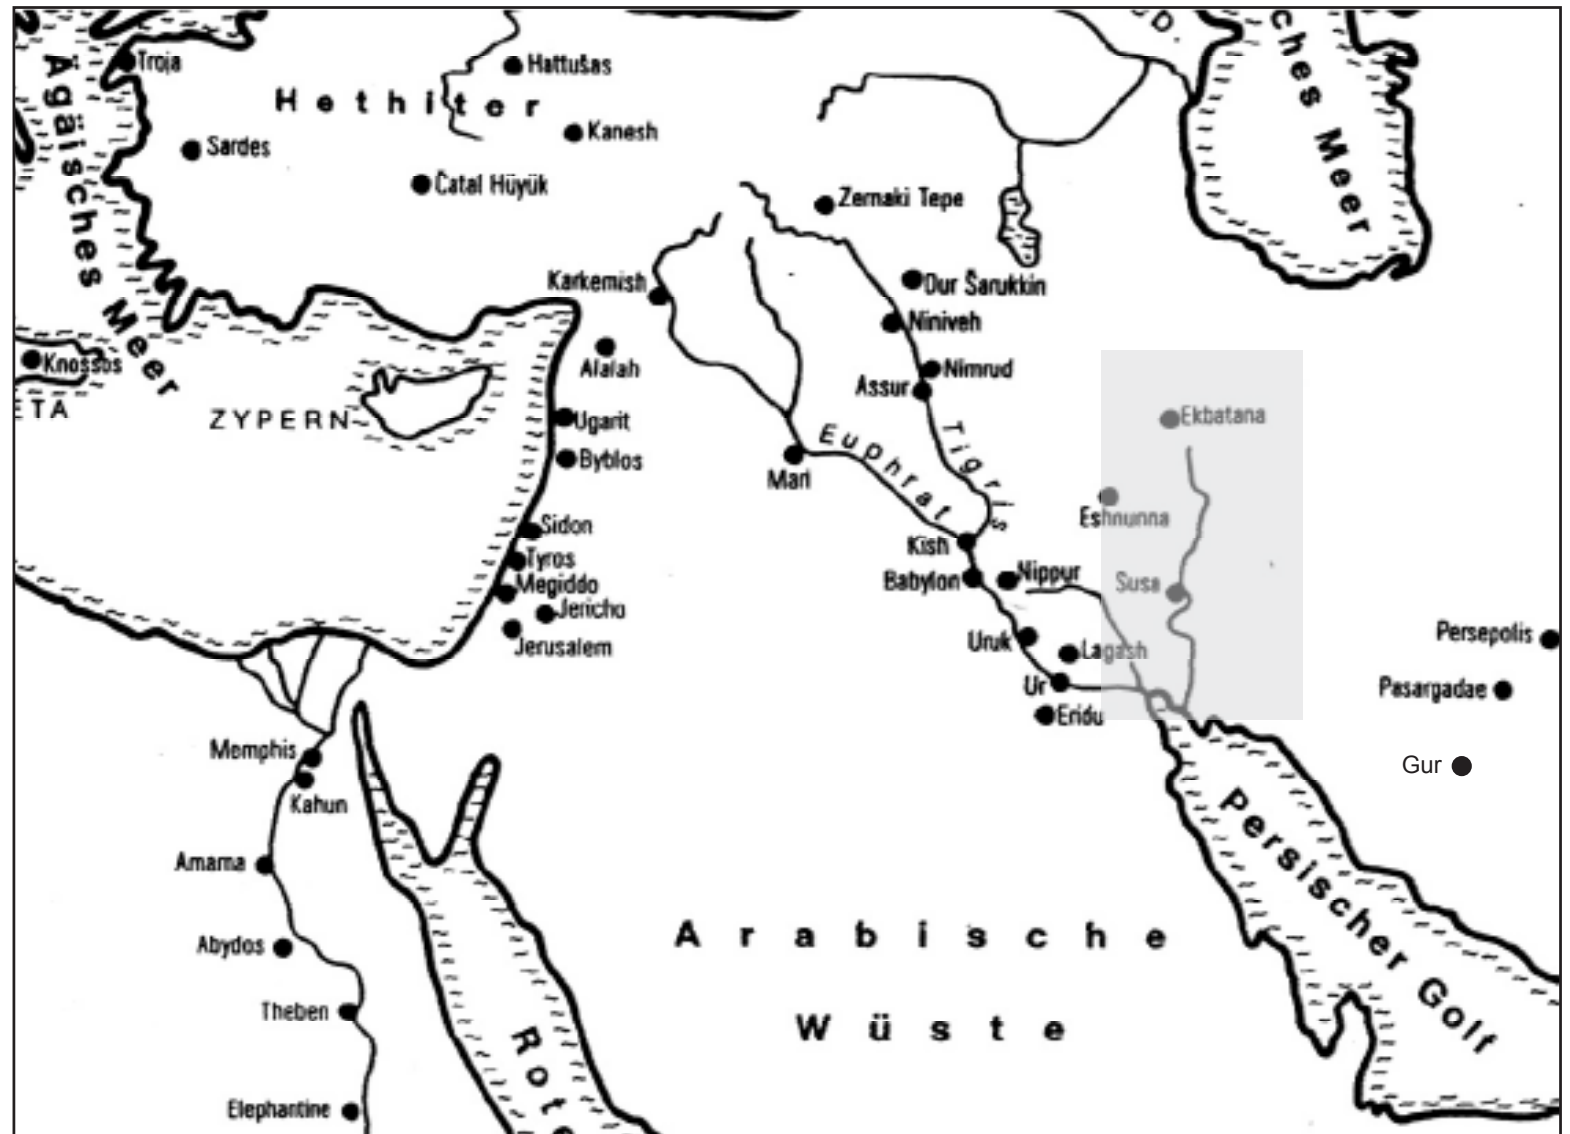 D.
ches Meer
Troja
Hattušas
Hethiter
Ägäisches Meer
Kanesh
Sardes
Čatal Hüyük
Zernaki Tepe
Karkemish
Dur Šarukkin
Niniveh
Knossos
Alalah
Nimrud
Assur
ETA
ZYPERN
Ugarit
Ekbatana
Byblos
Mari
Euphrat
Tigris
Eshnunna
Sidon
Kish
Tyros
Megiddo
Babylon
Nippur
Susa
Jericho
Jerusalem
Uruk
Lagash
Persepolis
Ur
Pasargadae
Eridu
Memphis
Gur
Kahun
Persischer Golf
Amarna
Abydos
Arabische
Wüste
Theben
Rote
Elephantine